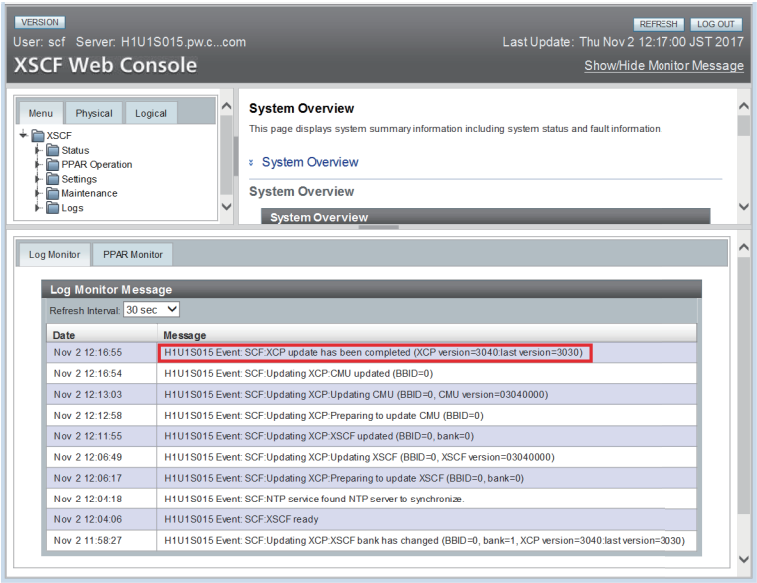 VERSION
REFRESH LOG OUT
User: scf Server: H1U1S015.pw.c...com
Last Update: Thu Nov 2 12:17:00 JST 2017
XSCF Web Console
Show/Hide Monitor Message
Menu Physical Logical
XSCF
Status
PPAR Operation
Settings
Maintenance
Logs
System Overview
This page displays system summary information including system status and fault information
System Overview
System Overview
System Overview
Log Monitor PPAR Monitor
Log Monitor Message
Refresh Interval: 30 sec
Date Message
Nov 2 12:16:55 H1U1S015 Event: SCF:XCP update has been completed (XCP version=3040:last version=3030)
Nov 2 12:16:54 H1U1S015 Event: SCF:Updating XCP:CMU updated (BBID=0)
Nov 2 12:13:03 H1U1S015 Event: SCF:Updating XCP:Updating CMU (BBID=0, CMU version=03040000)
Nov 2 12:12:58 H1U1S015 Event: SCF:Updating XCP:Preparing to update CMU (BBID=0)
Nov 2 12:11:55 H1U1S015 Event: SCF:Updating XCP:XSCF updated (BBID=0, bank=0)
Nov 2 12:06:49 H1U1S015 Event: SCF:Updating XCP:Updating XSCF (BBID=0, XSCF version=03040000)
Nov 2 12:06:17 H1U1S015 Event: SCF:Updating XCP:Preparing to update XSCF (BBID=0, bank=0)
Nov 2 12:04:18 H1U1S015 Event: SCF:NTP service found NTP server to synchronize.
Nov 2 12:04:06 H1U1S015 Event: SCF:XSCF ready
Nov 2 11:58:27 H1U1S015 Event: SCF:Updating XCP:XSCF bank has changed (BBID=0, bank=1, XCP version=3040:last version=3030)